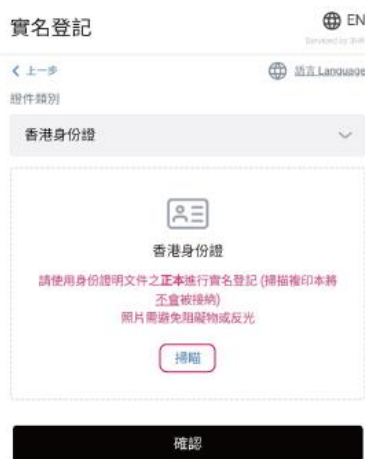 實名登記
EN
Serviced by 3HK
上一步
語言 Language
證件類別
香港身份證
香港身份證
請使用身份證明文件之正本進行實名登記 (掃描複印本將
不會被接納)
照片需避免阻礙物或反光
掃瞄
確認